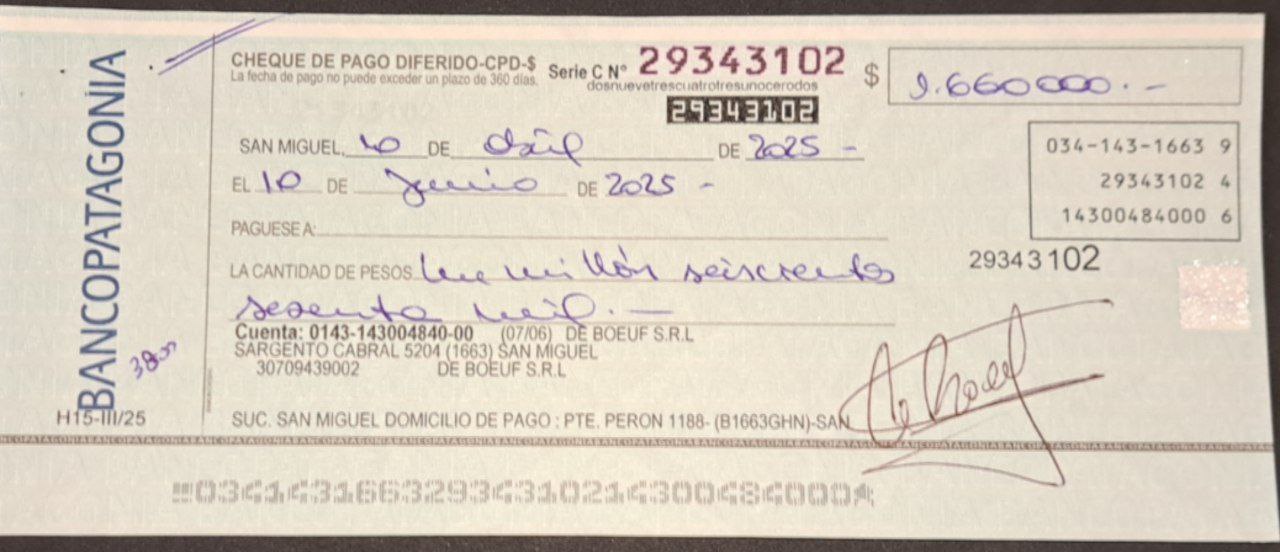 BANCOPATAGONIA
CHEQUE DE PAGO DIFERIDO-CPD-$ Serie C N° 29343102 $ 1.660000.-
La fecha de pago no puede exceder un plazo de 360 días. dosnuevetrescuatrotresunocerodos
29343102
SAN MIGUEL, 10 DE abril DE 2025 -
034-143-1663 9
EL 10 DE Junio DE 2025 -
29343102 4
14300484000 6
PAGUESE A:
LA CANTIDAD DE PESOS un millón seiscientos
29343102
sesenta mil.-
Cuenta: 0143-143004840-00 (07/06) DE BOEUF S.R.L
SARGENTO CABRAL 5204 (1663) SAN MIGUEL
30709439002 DE BOEUF S.R.L
H15-III/25
SUC. SAN MIGUEL DOMICILIO DE PAGO : PTE. PERON 1188- (B1663GHN)-SAN
034143166329343102143004840004